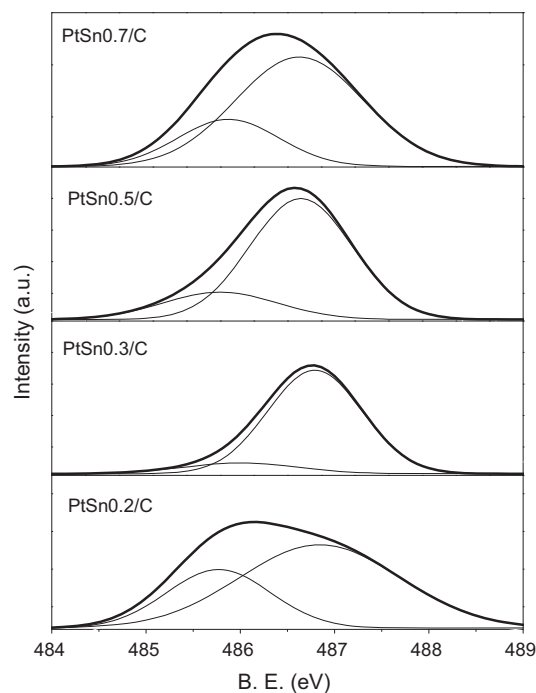 PtSn0.7/C
PtSn0.5/C
PtSn0.3/C
PtSn0.2/C
Intensity (a.u.)
484 485 486 487 488 489
B. E. (eV)